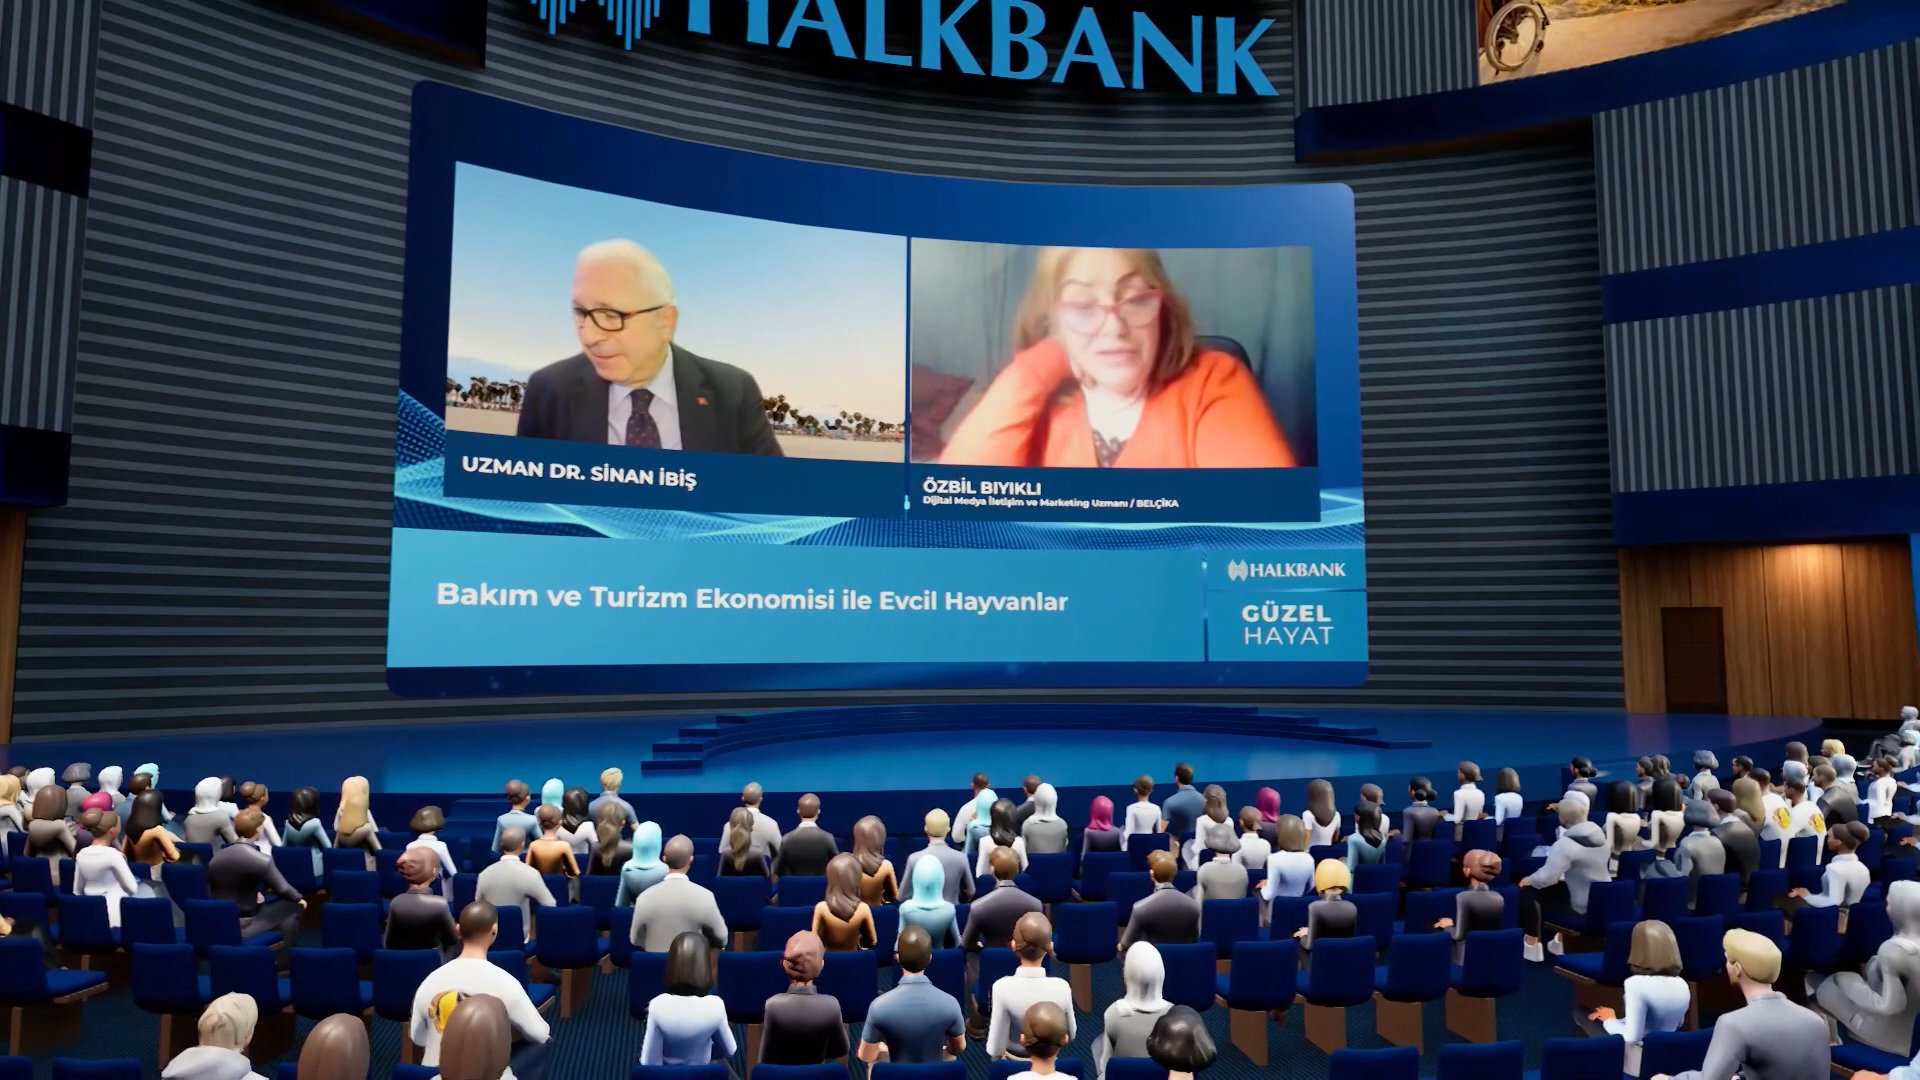 HALKBANK
UZMAN DR. SİNAN İBİŞ
ÖZBİL BIYIKLI
Dijital Medya İletişim ve Marketing Uzmanı / BELÇİKA
Bakım ve Turizm Ekonomisi ile Evcil Hayvanlar
HALKBANK
GÜZEL
HAYAT